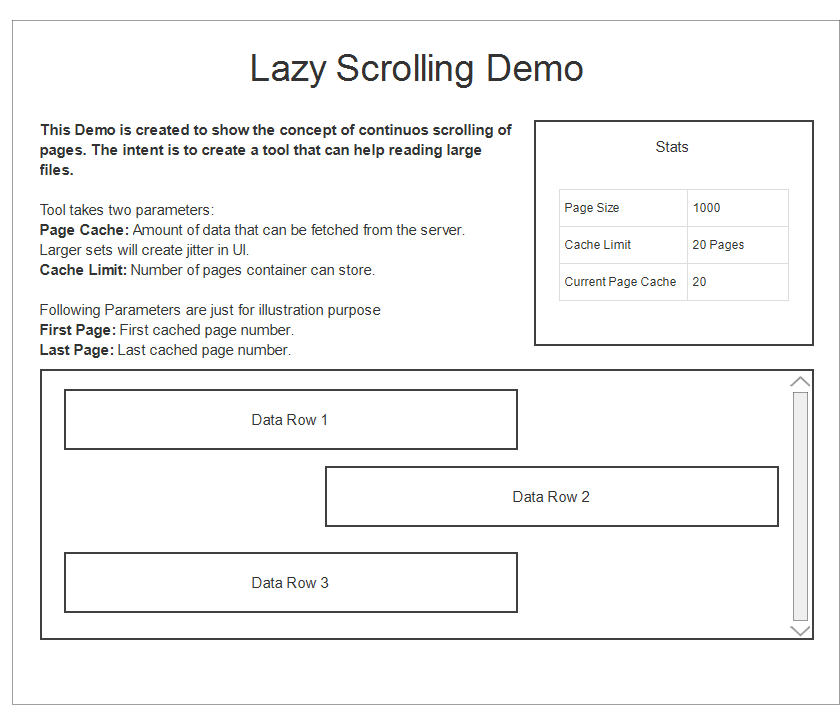 Lazy Scrolling Demo
This Demo is created to show the concept of continuos scrolling of
pages. The intent is to create a tool that can help reading large
files.
Tool takes two parameters:
Page Cache: Amount of data that can be fetched from the server.
Larger sets will create jitter in UI.
Cache Limit: Number of pages container can store.
Following Parameters are just for illustration purpose
First Page: First cached page number.
Last Page: Last cached page number.
Stats
Page Size 1000
Cache Limit 20 Pages
Current Page Cache 20
Data Row 1
Data Row 2
Data Row 3